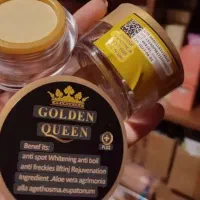 GOLDEN
QUEEN
PLUS
Benefits:
anti spot Whitening anti boil
anti freckles lifting Rejuvenation
Ingredient .Aloe vera agrimonia
alla agethosma.eupatonum